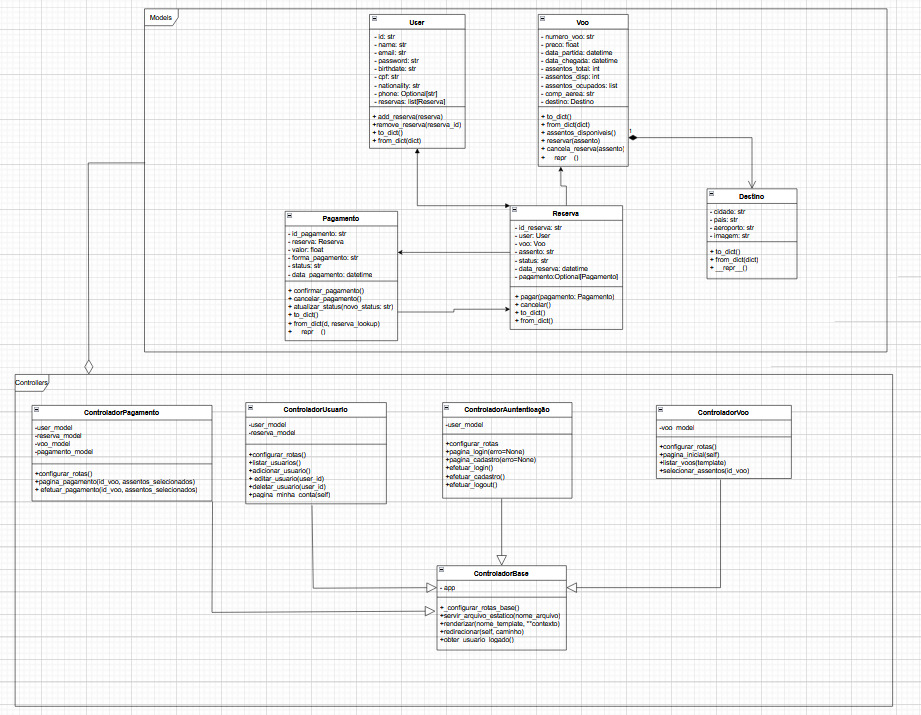 Models
User
- id: str
- name: str
- email: str
- password: str
- birthdate: str
- cpf: str
- nationality: str
- phone: Optional[str]
- reservas: list[Reserva]
+ add_reserva(reserva)
+remove_reserva(reserva_id)
+ to_dict()
+ from_dict(dict)
Voo
- numero_voo: str
- preco: float
- data_partida: datetime
- data_chegada: datetime
- assentos_total: int
- assentos_disp: int
- assentos_ocupados: list
- comp_aerea: str
- destino: Destino
+ to_dict()
+ from_dict(dict)
+ assentos_disponiveis()
+ reservar(assento)
+ cancela_reserva(assento)
+ __repr__()
1
Destino
- cidade: str
- pais: str
- aeroporto: str
- imagem: str
+ to_dict()
+ from_dict(dict)
+ __repr__()
Pagamento
- id_pagamento: str
- reserva: Reserva
- valor: float
- forma_pagamento: str
- status: str
- data_pagamento: datetime
+ confirmar_pagamento()
+ cancelar_pagamento()
+ atualizar_status(novo_status: str)
+ to_dict()
+ from_dict(d, reserva_lookup)
+ __repr__()
Reserva
- id_reserva: str
- user: User
- voo: Voo
- assento: str
- status: str
- data_reserva: datetime
- pagamento:Optional[Pagamento]
+ pagar(pagamento: Pagamento)
+ cancelar()
+ to_dict()
+ from_dict()
Controllers
ControladorPagamento
-user_model
-reserva_model
-voo_model
-pagamento_model
+configurar_rotas()
+pagina_pagamento(id_voo, assentos_selecionados)
+ efetuar_pagamento(id_voo, assentos_selecionados)
ControladorUsuario
-user_model
-reserva_model
+configurar_rotas()
+listar_usuarios()
+adicionar_usuario()
+ editar_usuario(user_id)
+deletar_usuario(user_id)
+pagina_minha_conta(self)
ControladorAuntenticação
-user_model
+configurar_rotas
+pagina_login(erro=None)
+pagina_cadastro(erro=None)
+efetuar_login()
+efetuar_cadastro()
+efetuar_logout()
ControladorVoo
-voo_model
+configurar_rotas()
+pagina_inicial(self)
+listar_voos(template)
+selecionar_assentos(id_voo)
ControladorBase
- app
+_configurar_rotas_base()
+servir_arquivo_estatico(nome_arquivo)
+renderizar(nome_template, **contexto)
+redirecionar(self, caminho)
+obter_usuario_logado()